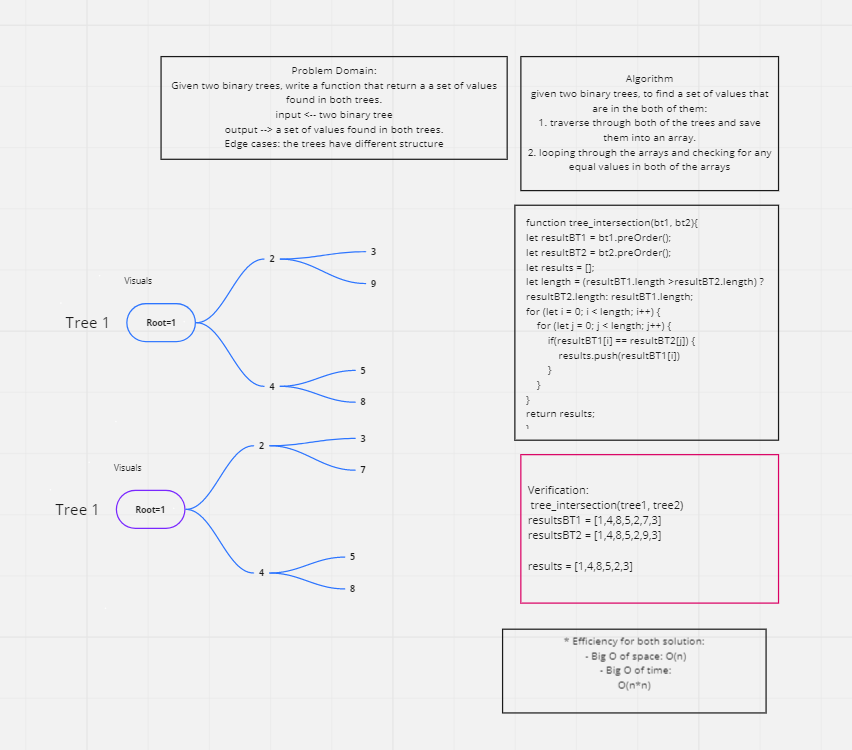 Problem Domain:
Given two binary trees, write a function that return a a set of values
found in both trees.
input <-- two binary tree
output --> a set of values found in both trees.
Edge cases: the trees have different structure
Algorithm
given two binary trees, to find a set of values that
are in the both of them:
1. traverse through both of the trees and save
them into an array.
2. looping through the arrays and checking for any
equal values in both of the arrays
function tree_intersection(bt1, bt2){
let resultBT1 = bt1.preOrder();
let resultBT2 = bt2.preOrder();
let results = [];
let length = (resultBT1.length >resultBT2.length) ?
resultBT2.length: resultBT1.length;
for (let i = 0; i < length; i++) {
for (let j = 0; j < length; j++) {
if(resultBT1[i] == resultBT2[j]) {
results.push(resultBT1[i])
}
}
}
return results;
}
Visuals
Tree 1
Root=1
2
3
9
4
5
8
Visuals
Tree 1
Root=1
2
3
7
4
5
8
Verification:
tree_intersection(tree1, tree2)
resultsBT1 = [1,4,8,5,2,7,3]
resultsBT2 = [1,4,8,5,2,9,3]
results = [1,4,8,5,2,3]
* Efficiency for both solution:
- Big O of space: O(n)
- Big O of time:
O(n*n)